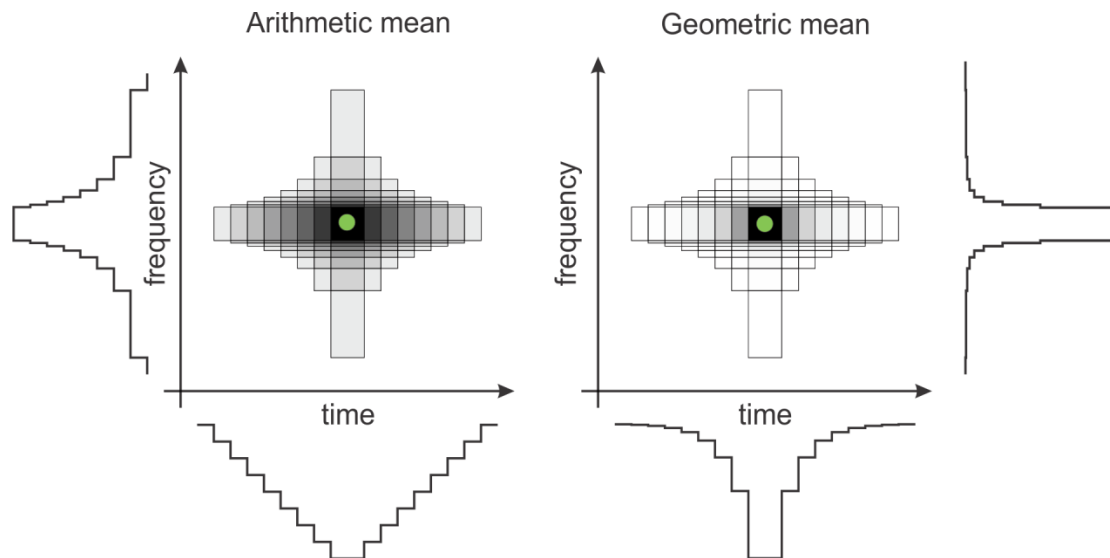 Arithmetic mean
Geometric mean
frequency
frequency
time
time